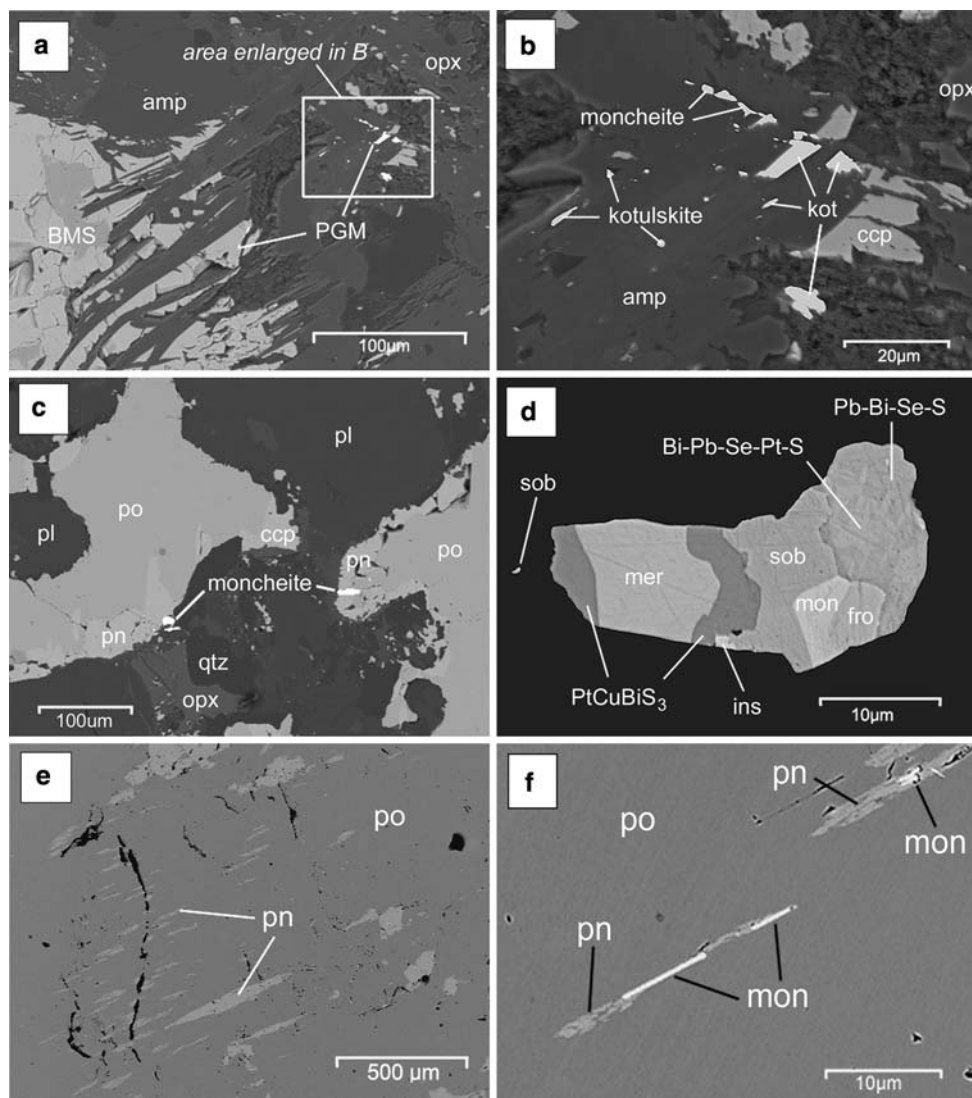 a
area enlarged in B
opx
amp
BMS
PGM
100µm
b
opx
moncheite
kotulskite
kot
ccp
amp
20µm
c
pl
po
ccp
pl
pn
po
moncheite
pn
qtz
opx
100um
d
Pb-Bi-Se-S
Bi-Pb-Se-Pt-S
sob
mer
sob
mon
fro
PtCuBiS₃
ins
10µm
e
po
pn
500 µm
f
pn
po
mon
pn
mon
10µm